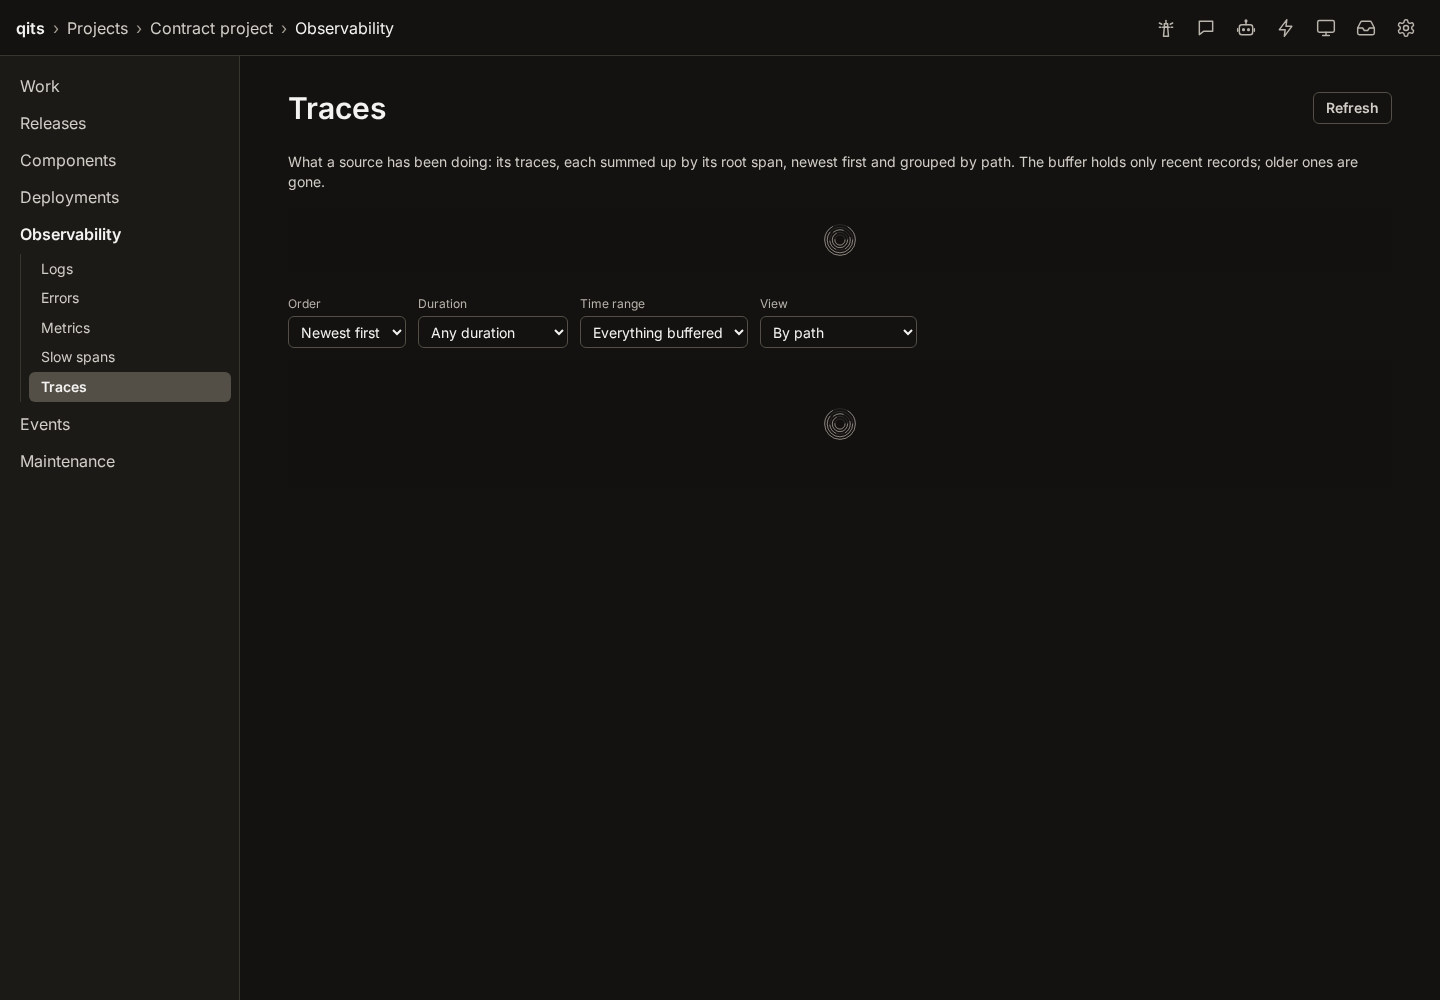 qits › Projects › Contract project › Observability
Work
Releases
Components
Deployments
Observability
Logs
Errors
Metrics
Slow spans
Traces
Events
Maintenance
Traces
Refresh
What a source has been doing: its traces, each summed up by its root span, newest first and grouped by path. The buffer holds only recent records; older ones are
gone.
Order Duration Time range View
Newest first Any duration Everything buffered By path